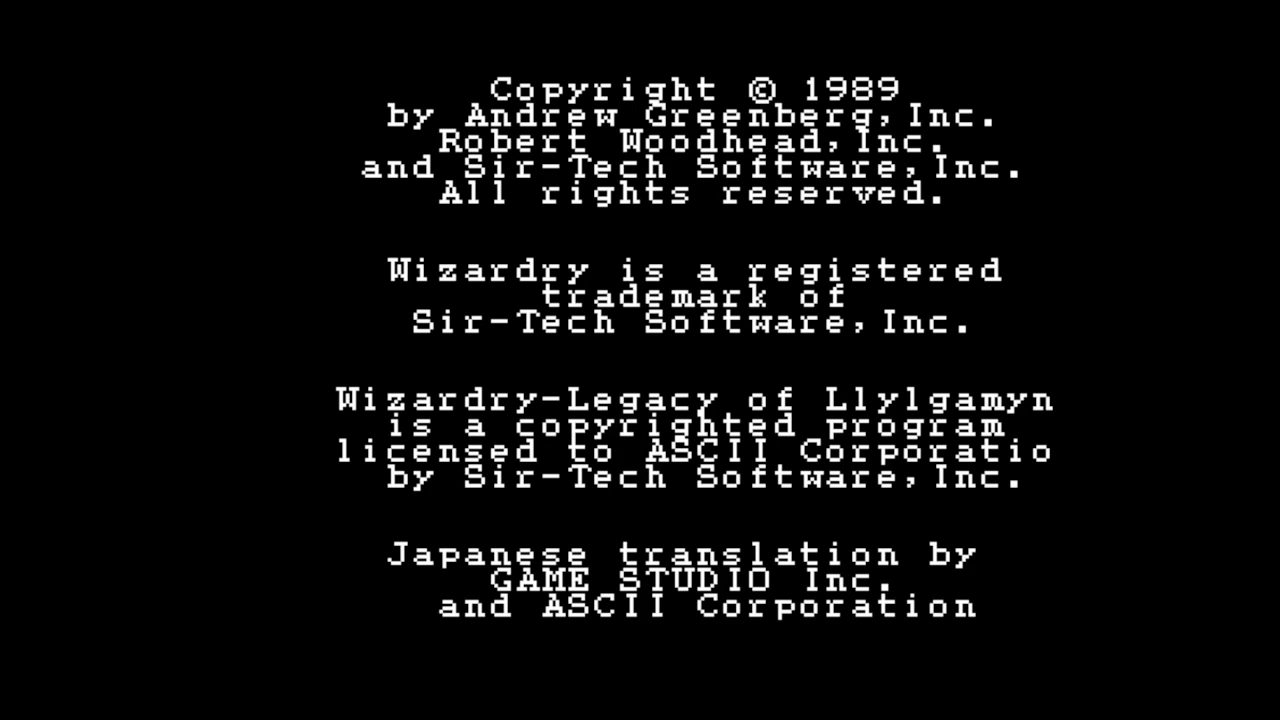 Copyright © 1989
by Andrew Greenberg,Inc.
Robert Woodhead,Inc.
and Sir-Tech Software,Inc.
All rights reserved.
Wizardry is a registered
trademark of
Sir-Tech Software,Inc.
Wizardry-Legacy of Llylgamyn
is a copyrighted program
licensed to ASCII Corporatio
by Sir-Tech Software,Inc.
Japanese translation by
GAME STUDIO Inc.
and ASCII Corporation